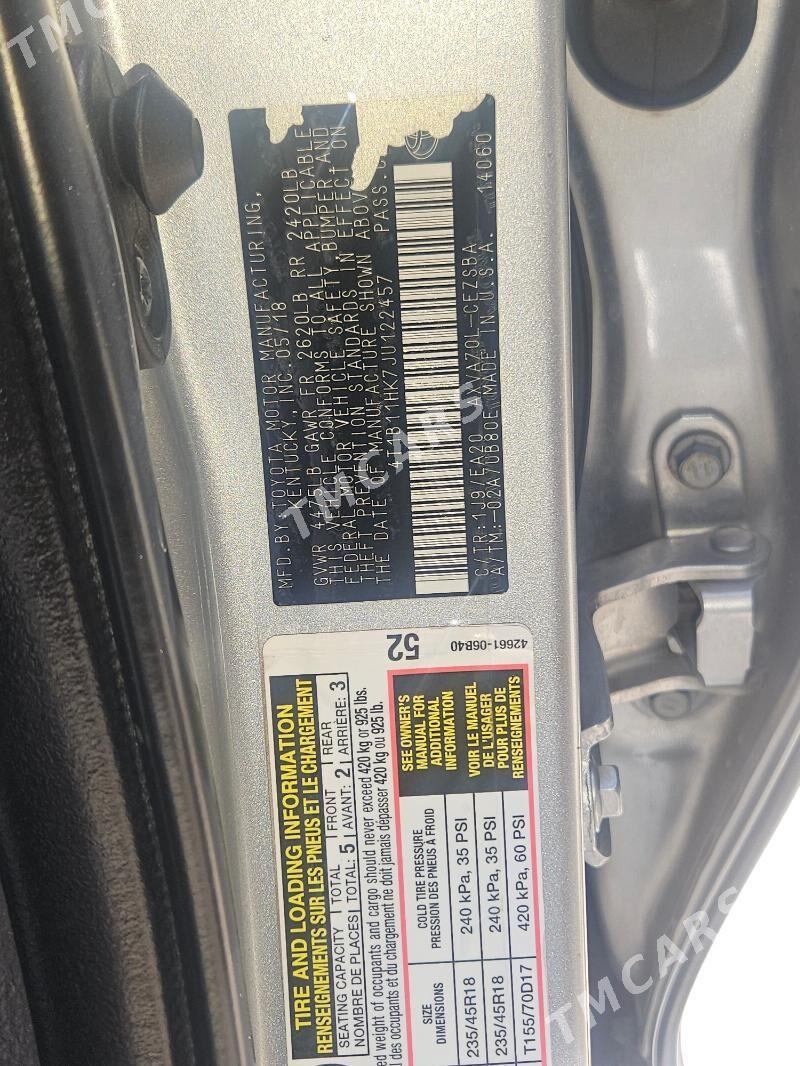 MFD.BY:TOYOTA MOTOR MANUFACTURING,
KENTUCKY, INC.05/18
GVWR 4475LB GAWR FR 2620LB RR 2420LB
THIS VEHICLE CONFORMS TO ALL APPLICABLE
FEDERAL MOTOR VEHICLE SAFETY BUMPER AND
THEFT PREVENTION STANDARDS IN EFFECT ON
THE DATE OF MANUFACTURE SHOWN ABOV
4T1B11HK7JU122457 PASS.C
C/TR:1J9/FA20 AXVA70L-CEZSBA 14060
A/TM:-02A/UB80E MADE IN U.S.A.
52
42661-06B40
TIRE AND LOADING INFORMATION
RENSEIGNEMENTS SUR LES PNEUS ET LE CHARGEMENT
SEATING CAPACITY TOTAL FRONT REAR
NOMBRE DE PLACES TOTAL: 5 AVANT: 2 ARRIÈRE: 3
ed weight of occupants and cargo should never exceed 420 kg or 925 lbs.
l des occupants et du chargement ne doit jamais dépasser 420 kg ou 925 lb.
SIZE
DIMENSIONS
COLD TIRE PRESSURE
PRESSION DES PNEUS À FROID
SEE OWNER'S
MANUAL FOR
ADDITIONAL
INFORMATION
235/45R18 240 kPa, 35 PSI
235/45R18 240 kPa, 35 PSI
T155/70D17 420 kPa, 60 PSI
VOIR LE MANUEL
DE L'USAGER
POUR PLUS DE
RENSEIGNEMENTS
TMCARS
TMCARS
TMCARS
TMCARS